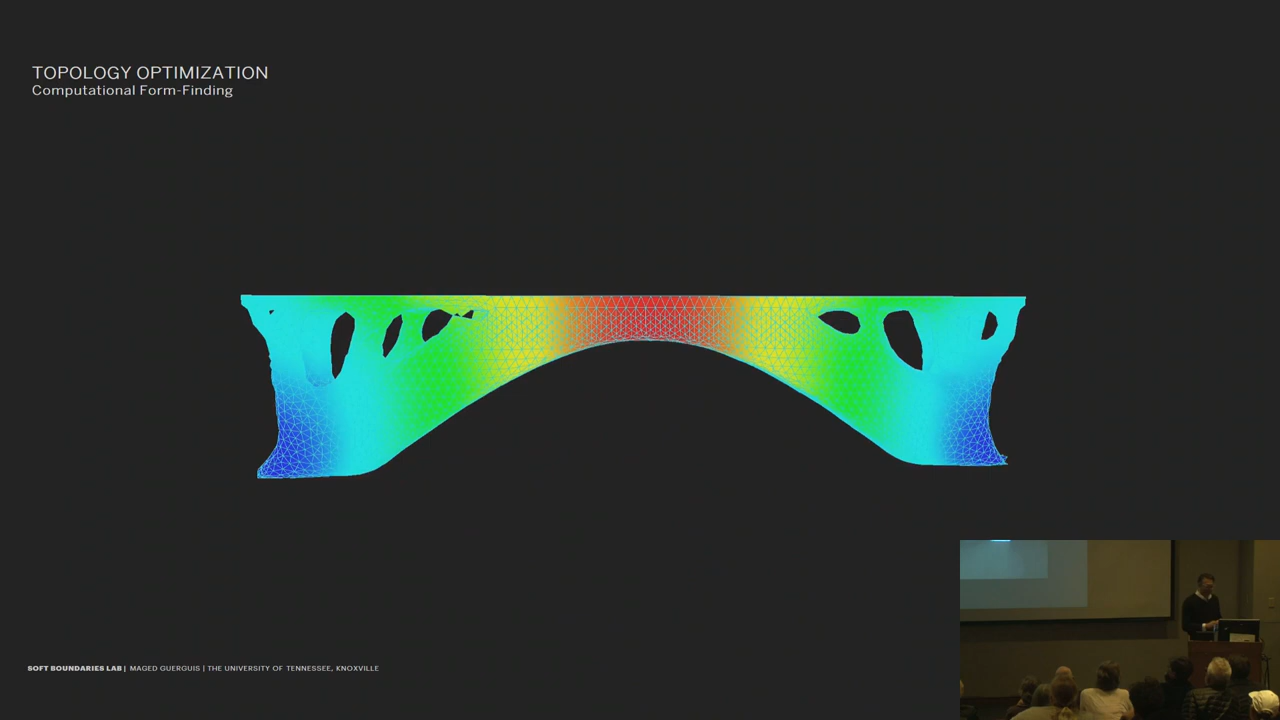 TOPOLOGY OPTIMIZATION
Computational Form-Finding
SOFT BOUNDARIES LAB | MAGED GUERGUIS | THE UNIVERSITY OF TENNESSEE, KNOXVILLE